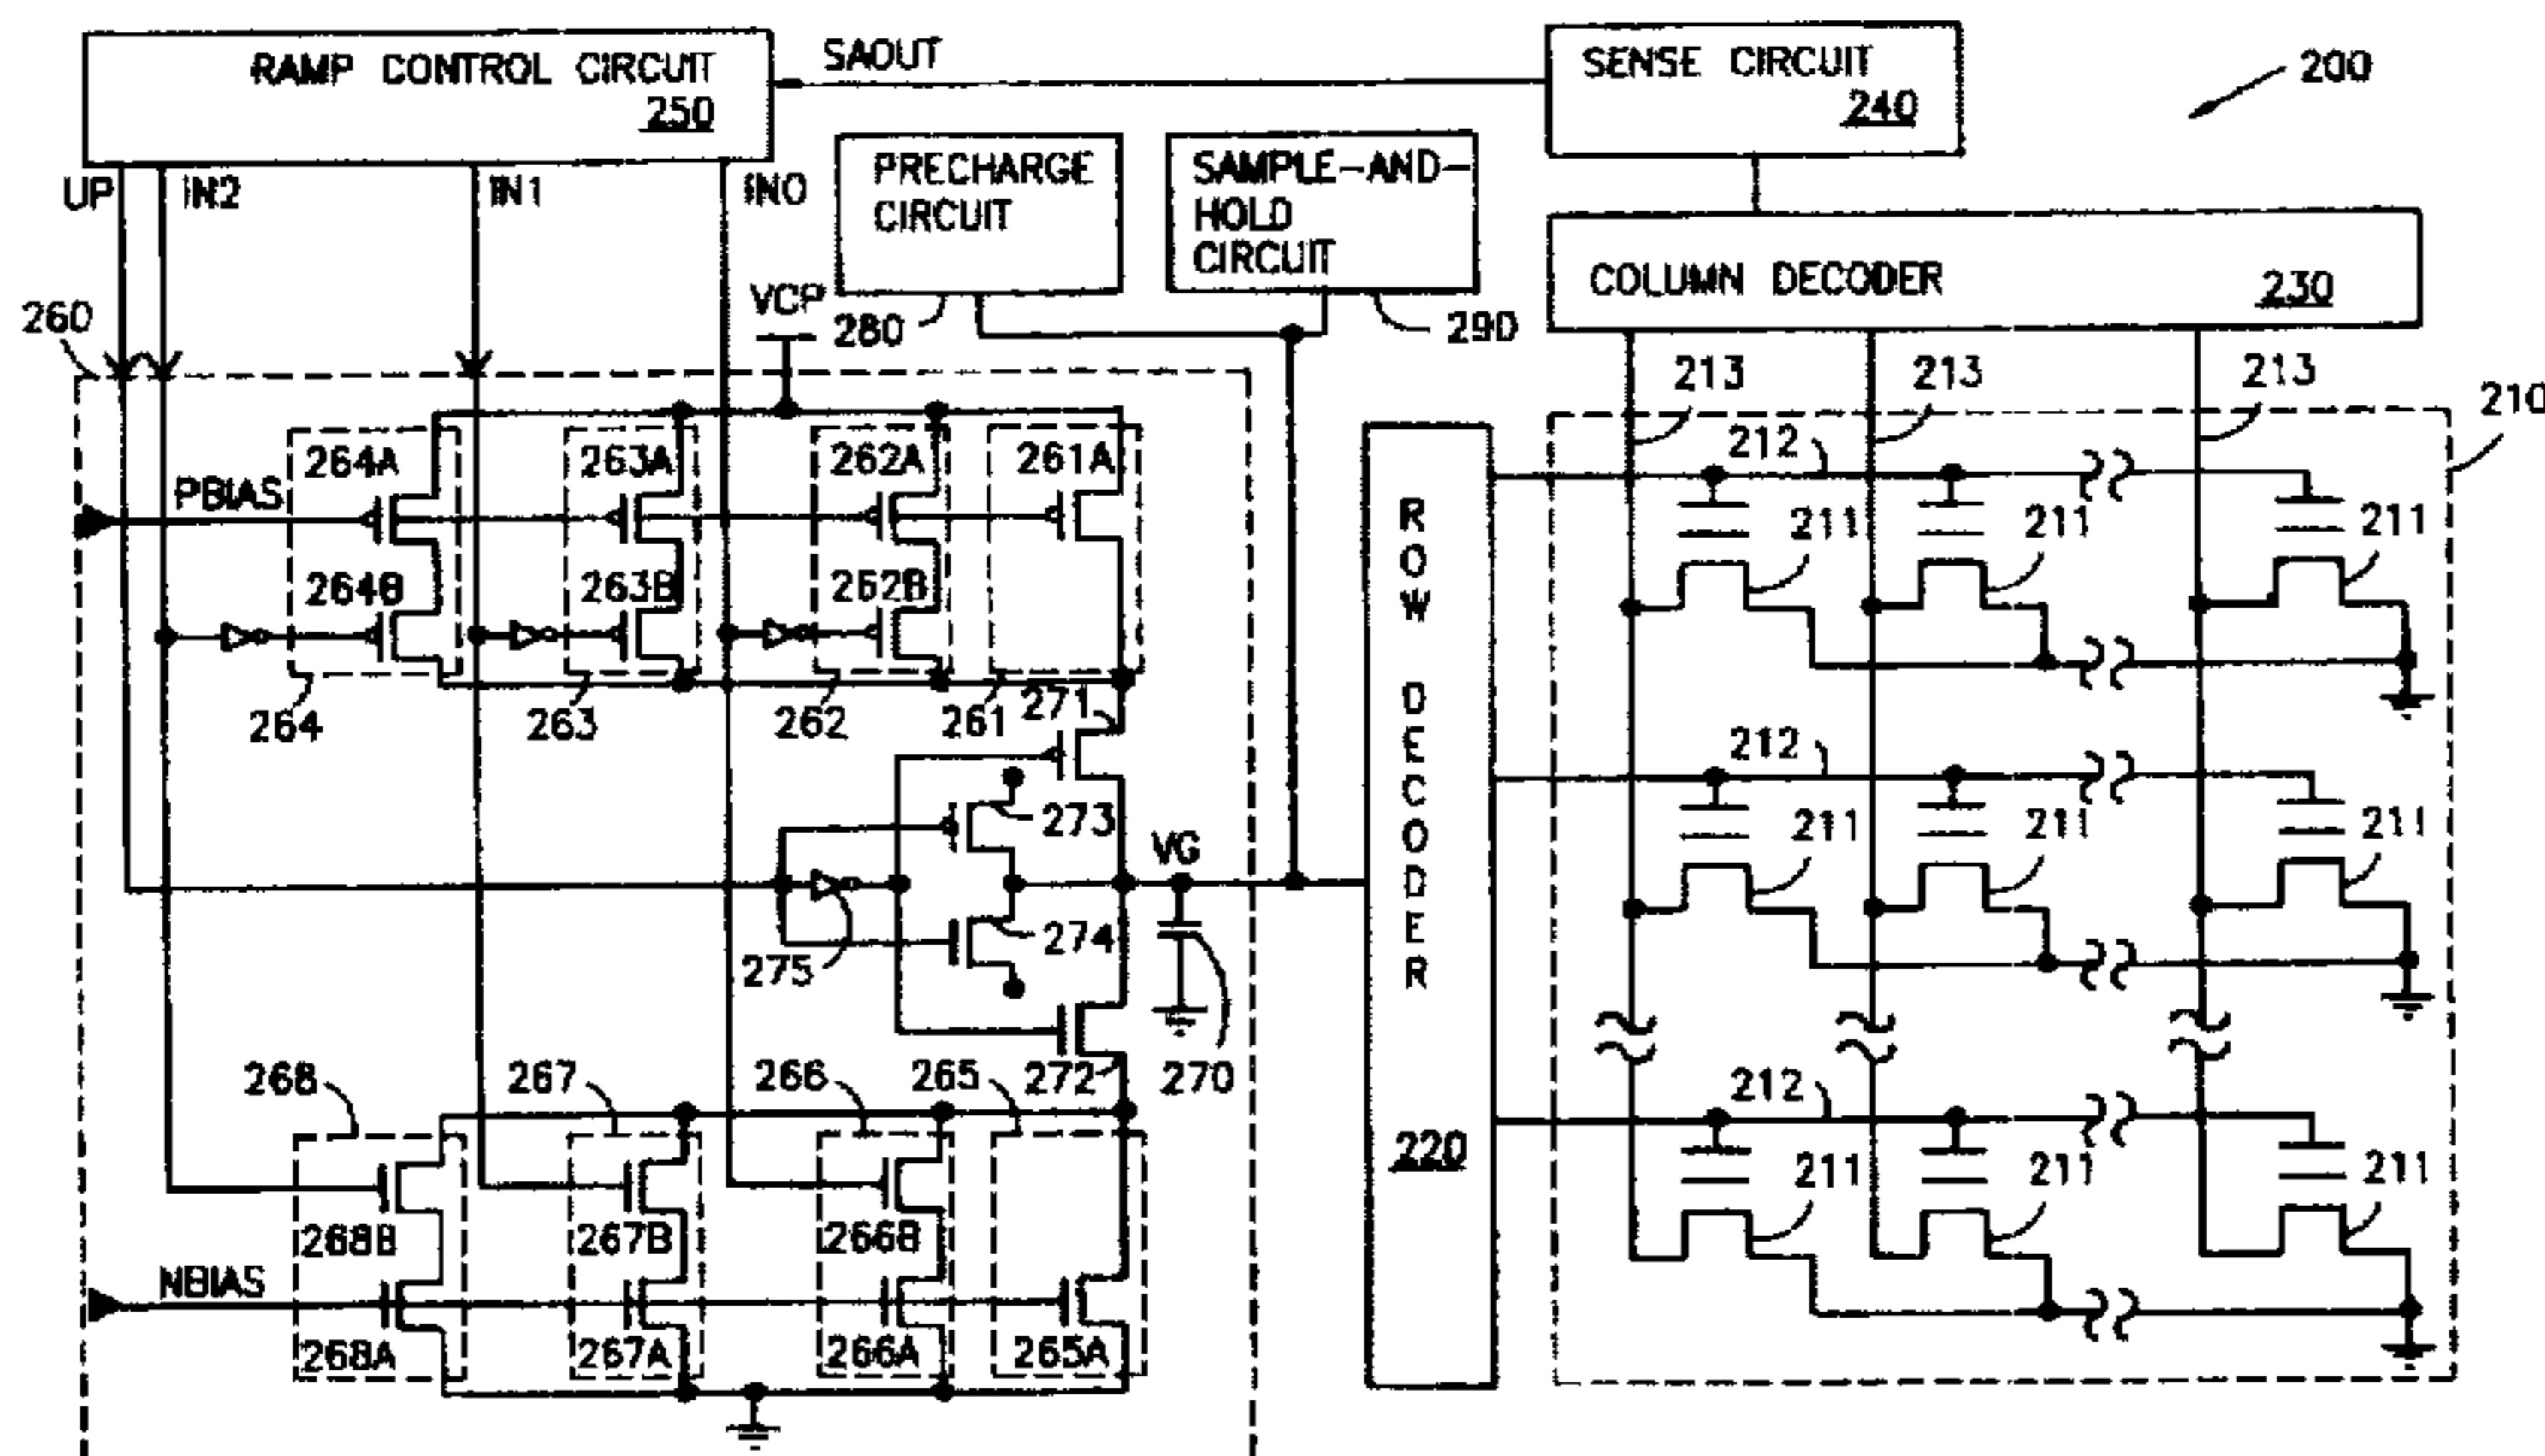 RAMP CONTROL CIRCUIT
250
SAOUT
SENSE CIRCUIT
240
200
UP
IN2
IN1
IN0
PRECHARGE
CIRCUIT
SAMPLE-AND-
HOLD
CIRCUIT
COLUMN DECODER
230
260
VCP
280
290
213
213
213
210
264A
263A
262A
261A
212
PBIAS
211
211
211
264B
263B
262B
264
263
262
261
271
ROW DECODER
212
273
VG
211
211
211
275
274
268
267
266
265
272
270
212
220
211
211
211
268B
267B
266B
NBIAS
268A
267A
266A
265A